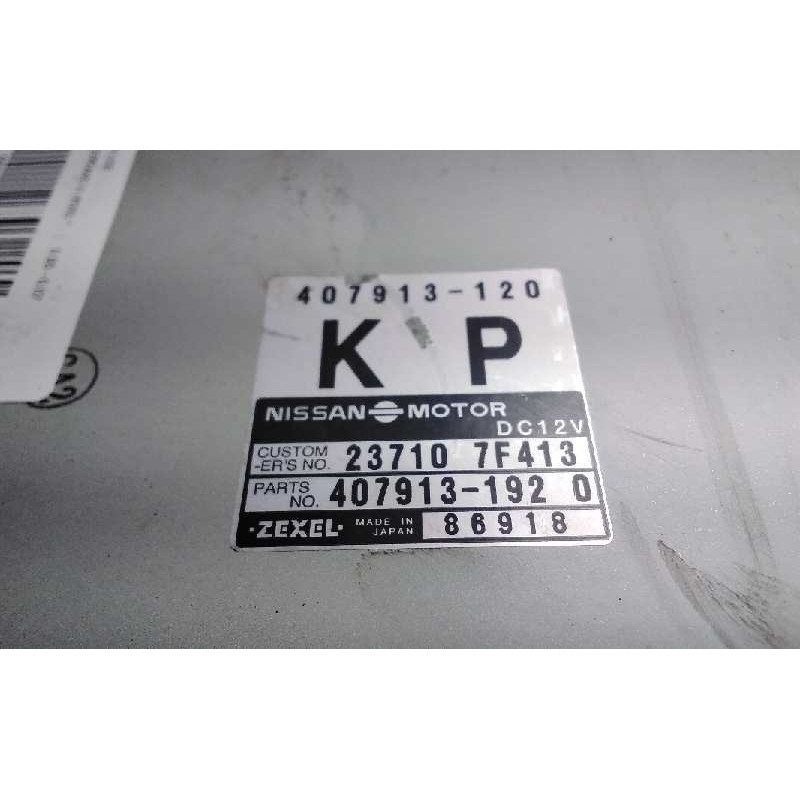 407913-120
K P
NISSAN MOTOR
DC12V
CUSTOM
-ER'S NO. 23710 7F413
PARTS
NO. 407913-192 0
·ZEXEL· MADE IN
JAPAN 86918